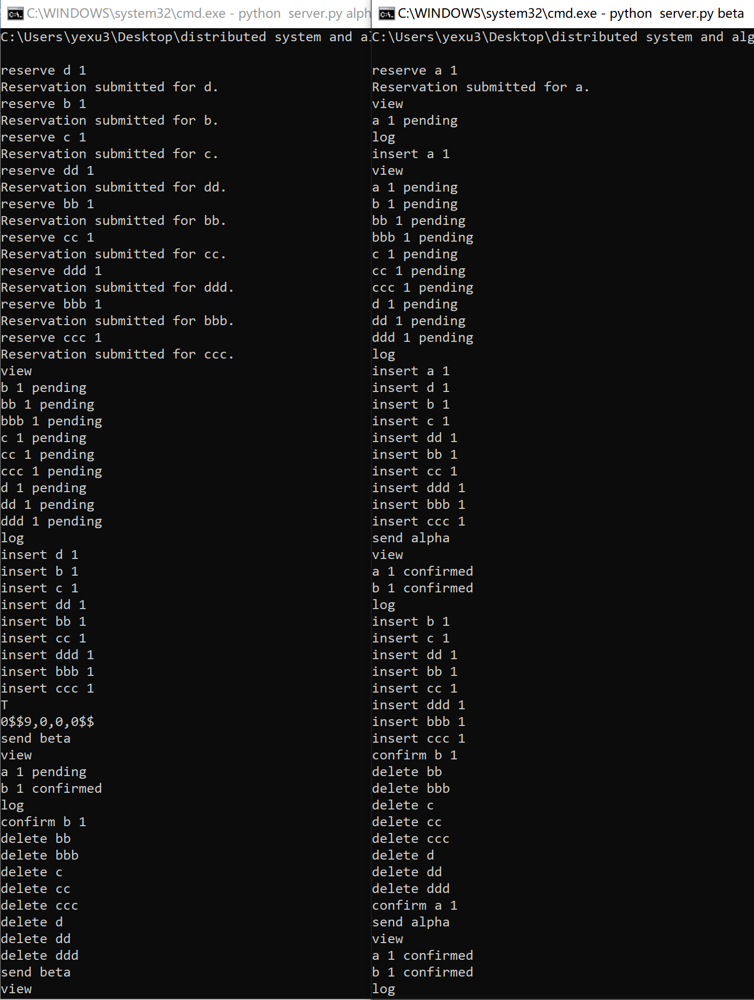 C:\WINDOWS\system32\cmd.exe - python  server.py alph
C:\Users\yexu3\Desktop\distributed system and al
reserve d 1
Reservation submitted for d.
reserve b 1
Reservation submitted for b.
reserve c 1
Reservation submitted for c.
reserve dd 1
Reservation submitted for dd.
reserve bb 1
Reservation submitted for bb.
reserve cc 1
Reservation submitted for cc.
reserve ddd 1
Reservation submitted for ddd.
reserve bbb 1
Reservation submitted for bbb.
reserve ccc 1
Reservation submitted for ccc.
view
b 1 pending
bb 1 pending
bbb 1 pending
c 1 pending
cc 1 pending
ccc 1 pending
d 1 pending
dd 1 pending
ddd 1 pending
log
insert d 1
insert b 1
insert c 1
insert dd 1
insert bb 1
insert cc 1
insert ddd 1
insert bbb 1
insert ccc 1
T
0$$9,0,0,0$$
send beta
view
a 1 pending
b 1 confirmed
log
confirm b 1
delete bb
delete bbb
delete c
delete cc
delete ccc
delete d
delete dd
delete ddd
send beta
view
C:\WINDOWS\system32\cmd.exe - python  server.py beta
C:\Users\yexu3\Desktop\distributed system and alg
reserve a 1
Reservation submitted for a.
view
a 1 pending
log
insert a 1
view
a 1 pending
b 1 pending
bb 1 pending
bbb 1 pending
c 1 pending
cc 1 pending
ccc 1 pending
d 1 pending
dd 1 pending
ddd 1 pending
log
insert a 1
insert d 1
insert b 1
insert c 1
insert dd 1
insert bb 1
insert cc 1
insert ddd 1
insert bbb 1
insert ccc 1
send alpha
view
a 1 confirmed
b 1 confirmed
log
insert b 1
insert c 1
insert dd 1
insert bb 1
insert cc 1
insert ddd 1
insert bbb 1
insert ccc 1
confirm b 1
delete bb
delete bbb
delete c
delete cc
delete ccc
delete d
delete dd
delete ddd
confirm a 1
send alpha
view
a 1 confirmed
b 1 confirmed
log